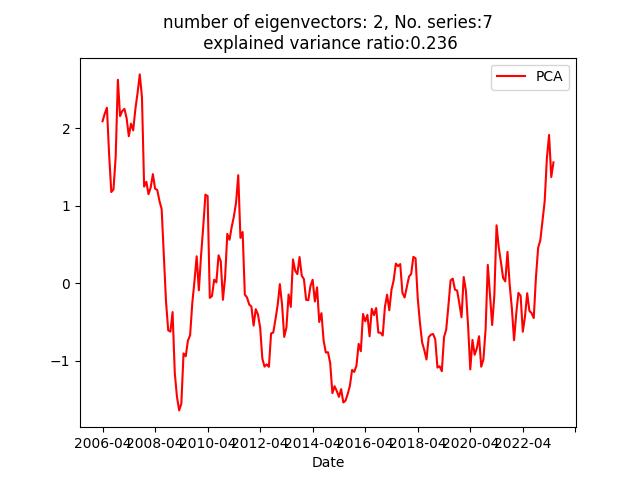 number of eigenvectors: 2, No. series:7
explained variance ratio:0.236
PCA
2
1
0
−1
2006-04 2008-04 2010-04 2012-04 2014-04 2016-04 2018-04 2020-04 2022-04
Date